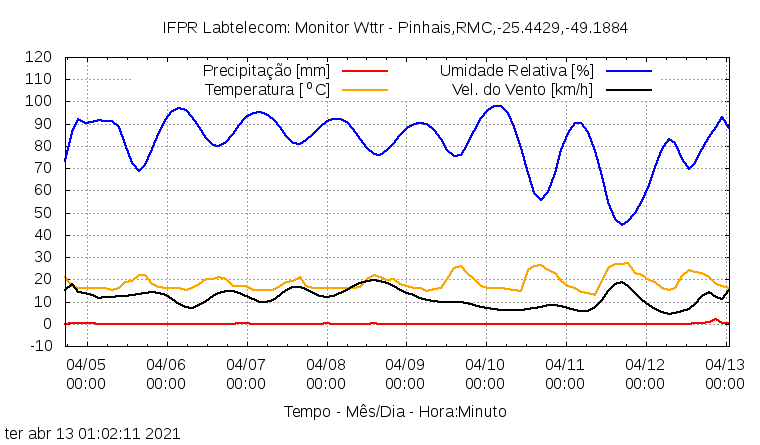 IFPR Labtelecom: Monitor Wttr - Pinhais,RMC,-25.4429,-49.1884
120
110
100
90
80
70
60
50
40
30
20
10
0
-10
Precipitação [mm]
Temperatura [⁰C]
Umidade Relativa [%]
Vel. do Vento [km/h]
04/05 04/06 04/07 04/08 04/09 04/10 04/11 04/12 04/13
00:00 00:00 00:00 00:00 00:00 00:00 00:00 00:00 00:00
Tempo - Mês/Dia - Hora:Minuto
ter abr 13 01:02:11 2021